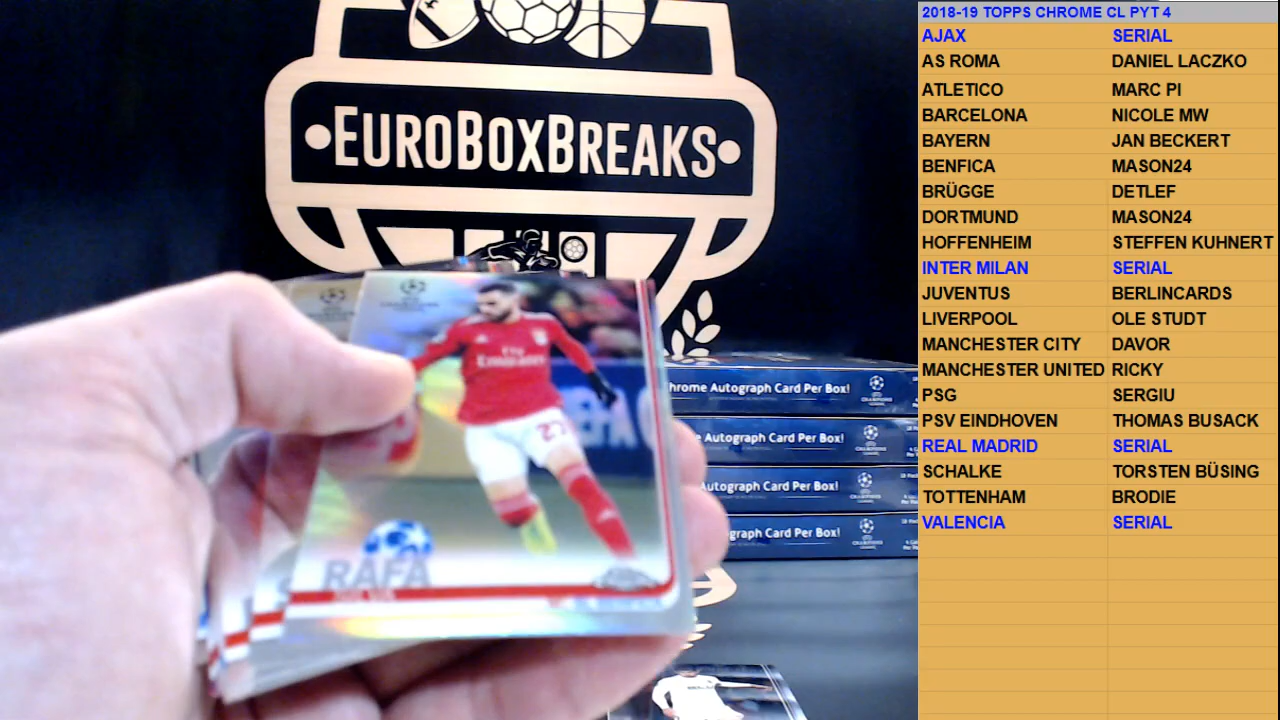 EUROBOXBREAKS
Fly
Emirates
27
RAFA
hrome Autograph Card Per Box!
e Autograph Card Per Box!
Autograph Card Per Box!
ograph Card Per Box!
2018-19 TOPPS CHROME CL PYT 4
AJAX SERIAL
AS ROMA DANIEL LACZKO
ATLETICO MARC PI
BARCELONA NICOLE MW
BAYERN JAN BECKERT
BENFICA MASON24
BRÜGGE DETLEF
DORTMUND MASON24
HOFFENHEIM STEFFEN KUHNERT
INTER MILAN SERIAL
JUVENTUS BERLINCARDS
LIVERPOOL OLE STUDT
MANCHESTER CITY DAVOR
MANCHESTER UNITED RICKY
PSG SERGIU
PSV EINDHOVEN THOMAS BUSACK
REAL MADRID SERIAL
SCHALKE TORSTEN BÜSING
TOTTENHAM BRODIE
VALENCIA SERIAL